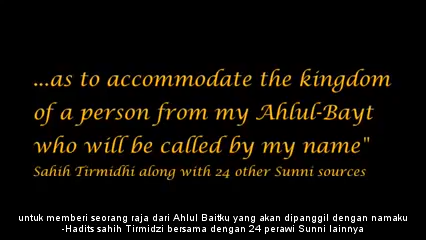 ...as to accommodate the kingdom
of a person from my Ahlul-Bayt
who will be called by my name"
Sahih Tirmidhi along with 24 other Sunni sources
untuk memberi seorang raja dari Ahlul Baitku yang akan dipanggil dengan namaku
-Hadits sahih Tirmidzi bersama dengan 24 perawi Sunni lainnya